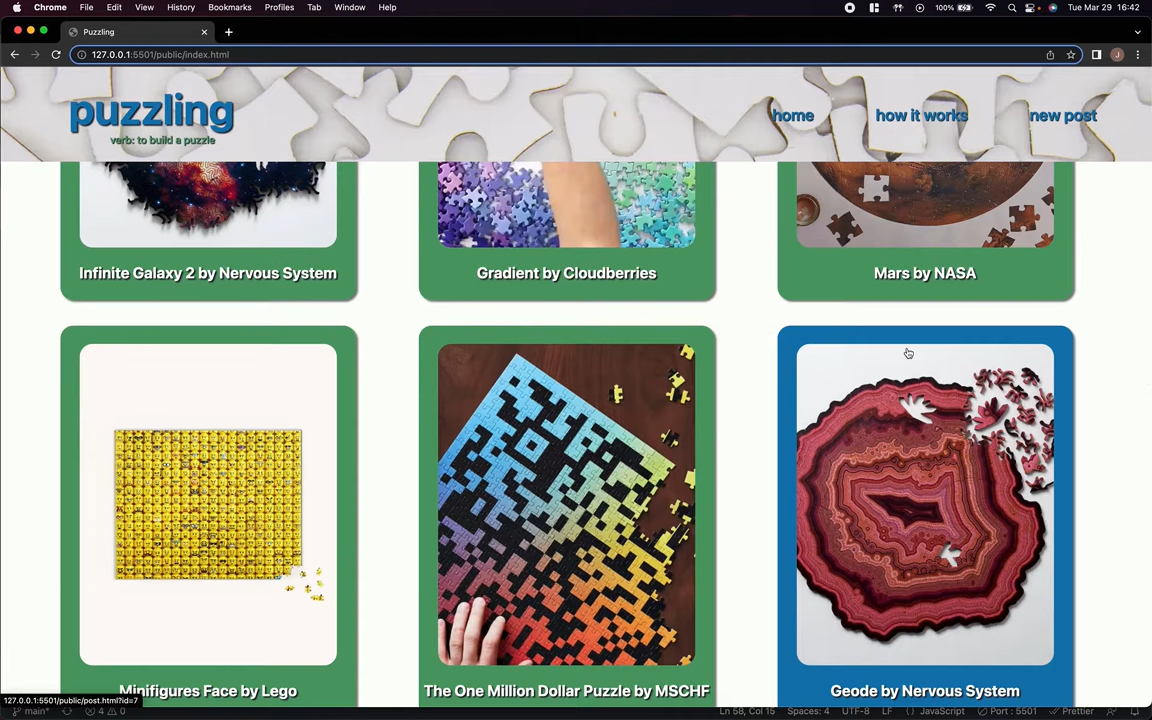 Chrome File Edit View History Bookmarks Profiles Tab Window Help 100% Tue Mar 29 16:42
Puzzling
127.0.0.1:5501/public/index.html
J
puzzling
verb: to build a puzzle
home how it works new post
Infinite Galaxy 2 by Nervous System
Gradient by Cloudberries
Mars by NASA
Minifigures Face by Lego
The One Million Dollar Puzzle by MSCHF
Geode by Nervous System
127.0.0.1:5501/public/post.html?id=7
main* 4 0 Ln 58, Col 15 Spaces: 4 UTF-8 LF JavaScript Port : 5501 Prettier